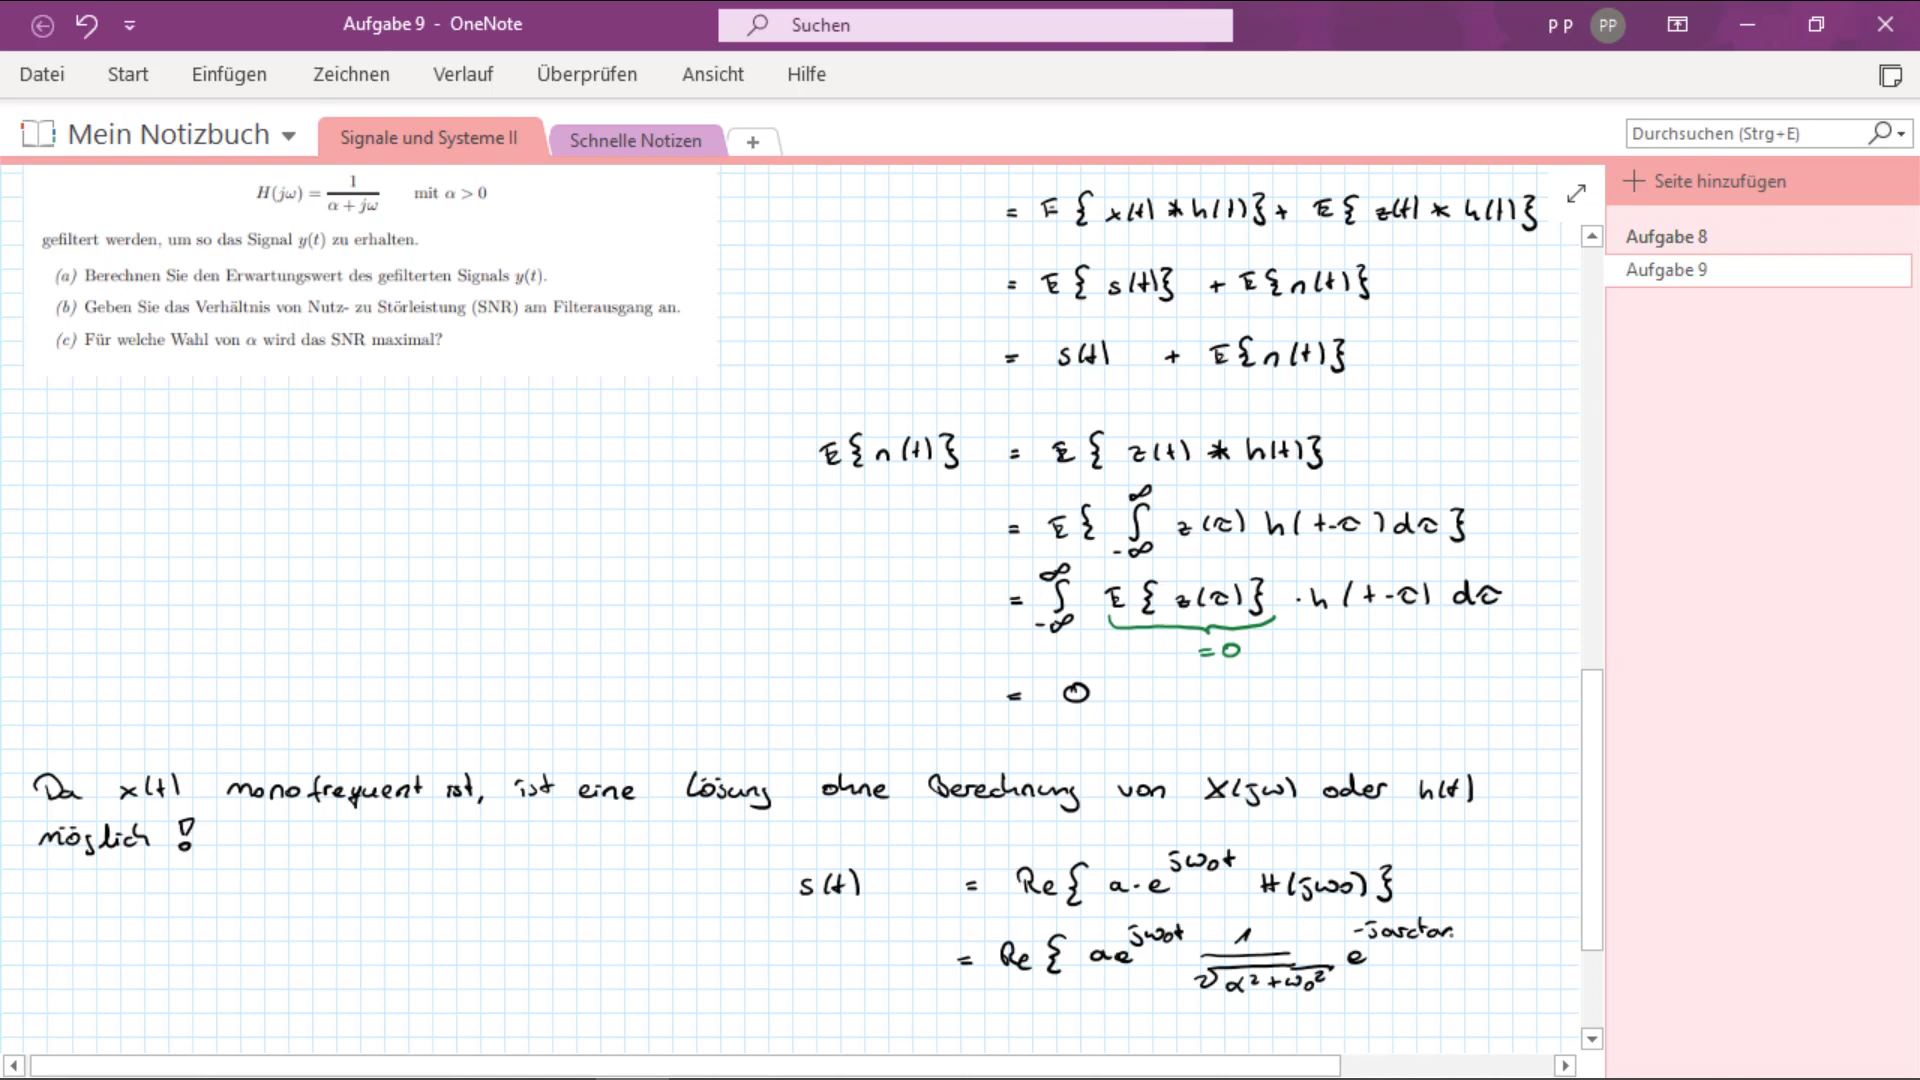 Aufgabe 9 - OneNote
Suchen
P P
PP
Datei Start Einfügen Zeichnen Verlauf Überprüfen Ansicht Hilfe
Mein Notizbuch
Signale und Systeme II
Schnelle Notizen
+
Durchsuchen (Strg+E)
Seite hinzufügen
Aufgabe 8
Aufgabe 9
H(jω) = 1 / (α + jω) mit α > 0
gefiltert werden, um so das Signal y(t) zu erhalten.
(a) Berechnen Sie den Erwartungswert des gefilterten Signals y(t).
(b) Geben Sie das Verhältnis von Nutz- zu Störleistung (SNR) am Filterausgang an.
(c) Für welche Wahl von α wird das SNR maximal?
= E { x(t) * h(t)} + E { z(t) * h(t)}
= E { s(t)} + E {n(t)}
= s(t) + E {n(t)}
E {n(t)} = E { z(t) * h(t)}
= E { ∫_{-∞}^{∞} z(τ) h(t-τ) dτ }
= ∫_{-∞}^{∞} E { z(τ)} · h(t-τ) dτ
= 0
= 0
Da x(t) monofrequent ist, ist eine Lösung ohne Berechnung von X(jω) oder h(t)
möglich !
s(t) = Re{ a · e^{jω₀t} H(jω₀) }
= Re { a e^{jω₀t} 1 / √(α² + ω₀²) e^{-j arctan